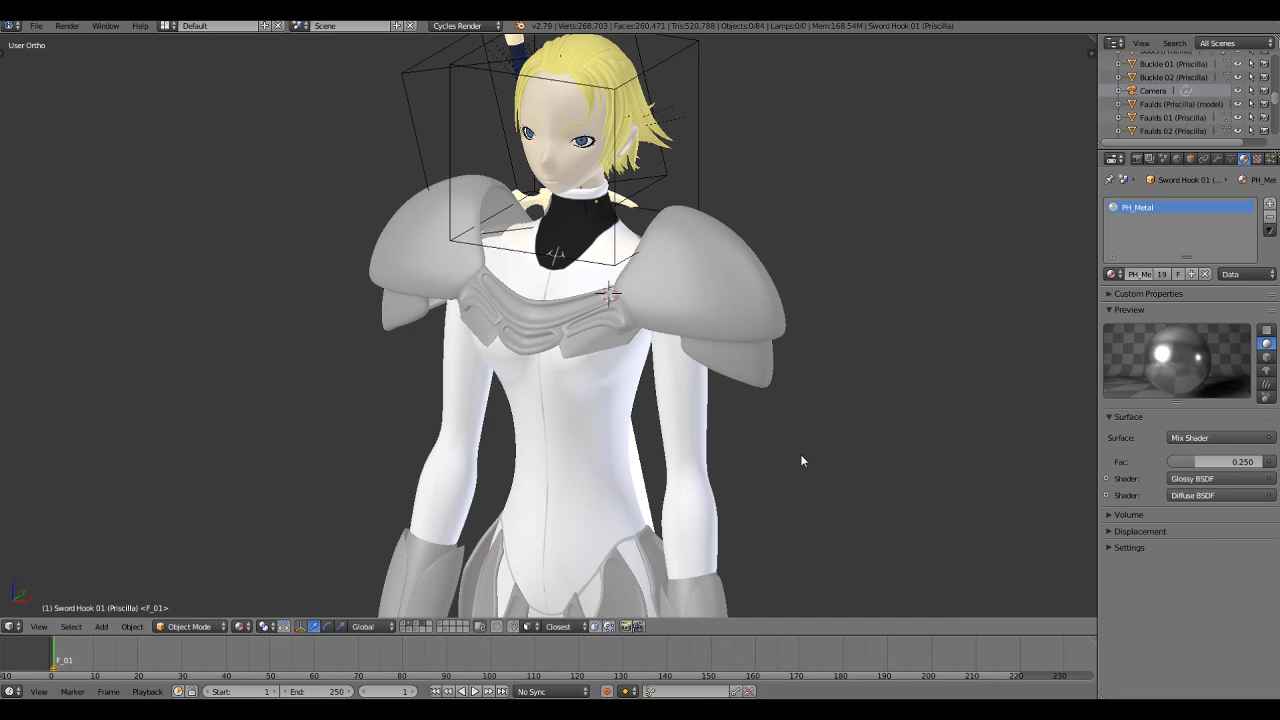 File Render Window Help Default Scene Cycles Render v2.79 | Verts:268,703 | Faces:260,471 | Tris:520,788 | Objects:0/84 | Lamps:0/0 | Mem:168.54M | Sword Hook 01 (Priscilla)
User Ortho
View Search All Scenes
Buckle 01 (Priscilla)
Buckle 02 (Priscilla)
Camera
Faulds (Priscilla) (model)
Faulds 01 (Priscilla)
Faulds 02 (Priscilla)
Sword Hook 01 (... PH_Met
PH_Metal
PH_Me 19 F Data
Custom Properties
Preview
Surface
Surface: Mix Shader
Fac: 0.250
Shader: Glossy BSDF
Shader: Diffuse BSDF
Volume
Displacement
Settings
(1) Sword Hook 01 (Priscilla) <F_01>
View Select Add Object Object Mode Global Closest
F_01
-10 0 10 20 30 40 50 60 70 80 90 100 110 120 130 140 150 160 170 180 190 200 210 220 230
View Marker Frame Playback Start: 1 End: 250 1 No Sync